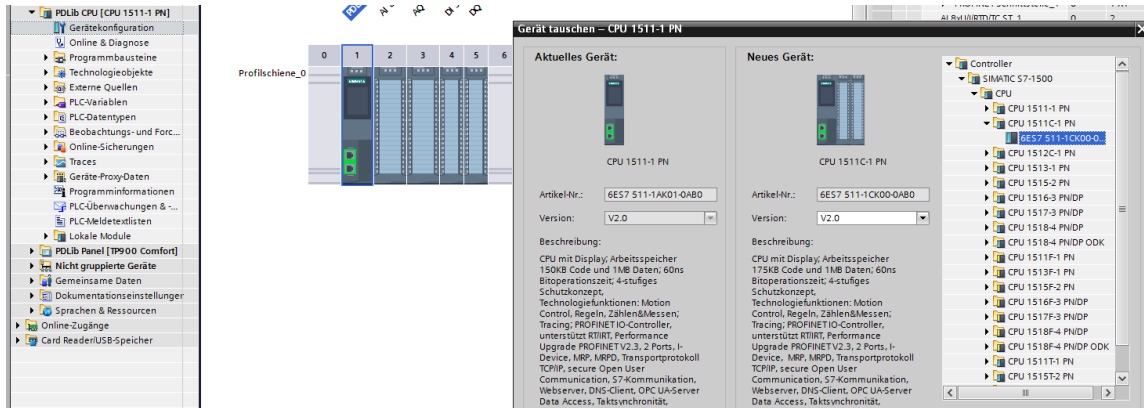 PDLib CPU [CPU 1511-1 PN]
Gerätekonfiguration
Online & Diagnose
Programmbausteine
Technologieobjekte
Externe Quellen
PLC-Variablen
PLC-Datentypen
Beobachtungs- und Forc...
Online-Sicherungen
Traces
Geräte-Proxy-Daten
Programminformationen
PLC-Überwachungen & -...
PLC-Meldetextlisten
Lokale Module
PDLib Panel [TP900 Comfort]
Nicht gruppierte Geräte
Gemeinsame Daten
Dokumentationseinstellungen
Sprachen & Ressourcen
Online-Zugänge
Card Reader/USB-Speicher
AQ
0 1 2 3 4 5 6
Profilschiene_0
AI 8xU/I/RTD/TC ST_1 0 2
Gerät tauschen – CPU 1511-1 PN
Aktuelles Gerät:
CPU 1511-1 PN
Artikel-Nr.: 6ES7 511-1AK01-0AB0
Version: V2.0
Beschreibung:
CPU mit Display; Arbeitsspeicher
150KB Code und 1MB Daten; 60ns
Bitoperationszeit; 4-stufiges
Schutzkonzept,
Technologiefunktionen: Motion
Control, Regeln, Zählen&Messen;
Tracing; PROFINET IO-Controller,
unterstützt RT/IRT, Performance
Upgrade PROFINET V2.3, 2 Ports, I-
Device, MRP, MRPD, Transportprotokoll
TCP/IP, secure Open User
Communication, S7-Kommunikation,
Webserver, DNS-Client, OPC UA-Server
Data Access, Taktsynchronität,
Neues Gerät:
CPU 1511C-1 PN
Artikel-Nr.: 6ES7 511-1CK00-0AB0
Version: V2.0
Beschreibung:
CPU mit Display; Arbeitsspeicher
175KB Code und 1MB Daten; 60ns
Bitoperationszeit; 4-stufiges
Schutzkonzept,
Technologiefunktionen: Motion
Control, Regeln, Zählen&Messen;
Tracing; PROFINET IO-Controller,
unterstützt RT/IRT, Performance
Upgrade PROFINET V2.3, 2 Ports, I-
Device, MRP, MRPD, Transportprotokoll
TCP/IP, secure Open User
Communication, S7-Kommunikation,
Webserver, DNS-Client, OPC UA-Server
Data Access, Taktsynchronität,
Controller
SIMATIC S7-1500
CPU
CPU 1511-1 PN
CPU 1511C-1 PN
6ES7 511-1CK00-0...
CPU 1512C-1 PN
CPU 1513-1 PN
CPU 1515-2 PN
CPU 1516-3 PN/DP
CPU 1517-3 PN/DP
CPU 1518-4 PN/DP
CPU 1518-4 PN/DP ODK
CPU 1511F-1 PN
CPU 1513F-1 PN
CPU 1515F-2 PN
CPU 1516F-3 PN/DP
CPU 1517F-3 PN/DP
CPU 1518F-4 PN/DP
CPU 1518F-4 PN/DP ODK
CPU 1511T-1 PN
CPU 1515T-2 PN